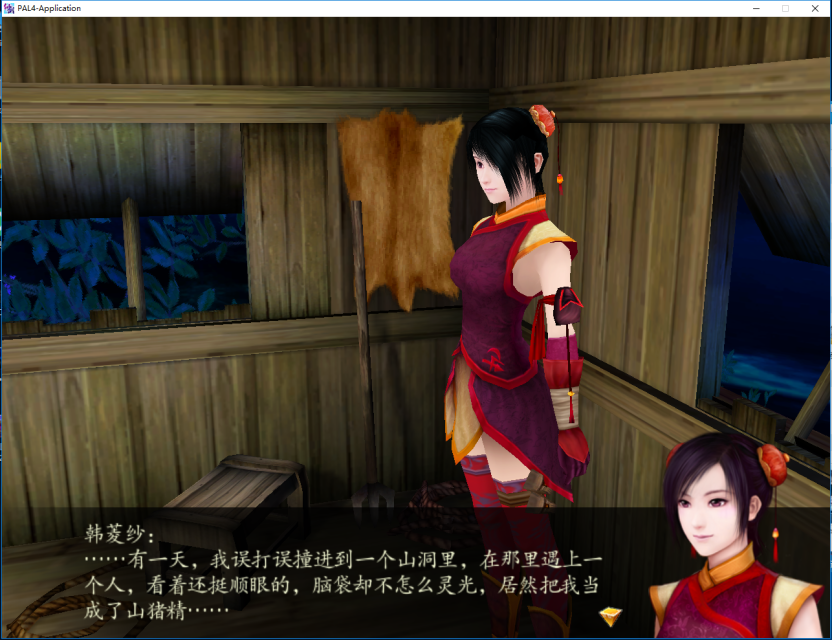 PAL4-Application
韩菱纱：
……有一天，我误打误撞进到一个山洞里，在那里遇上一
个人，看着还挺顺眼的，脑袋却不怎么灵光，居然把我当
成了山猪精……